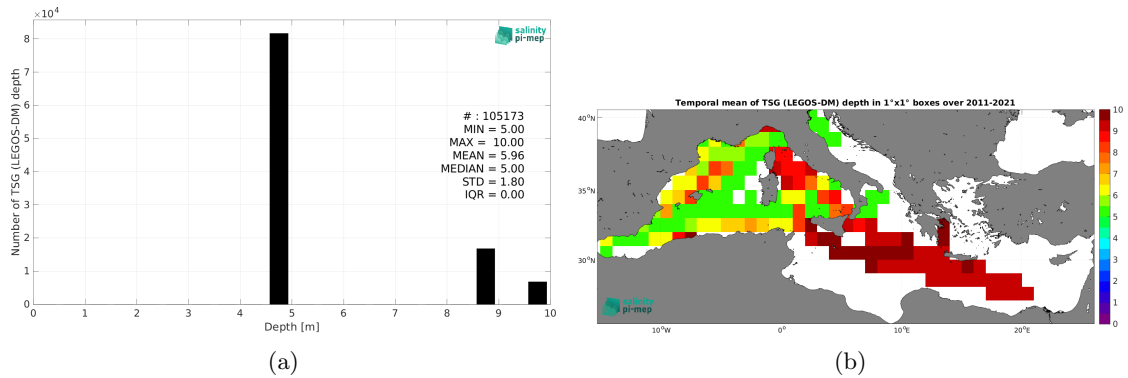 ×10⁴
8
7
6
5
4
3
2
1
0
Number of TSG (LEGOS-DM) depth
salinity
pi-mep
# : 105173
MIN = 5.00
MAX = 10.00
MEAN = 5.96
MEDIAN = 5.00
STD = 1.80
IQR = 0.00
0 1 2 3 4 5 6 7 8 9 10
Depth [m]
(a)
Temporal mean of TSG (LEGOS-DM) depth in 1°x1° boxes over 2011-2021
40°N
35°N
30°N
salinity
pi-mep
10°W 0° 10°E 20°E
10
9
8
7
6
5
4
3
2
1
0
(b)